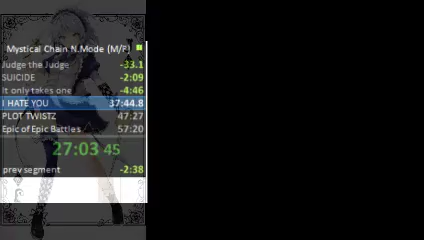 Mystical Chain N.Mode (M/F)
Judge the Judge -33.1
SUICIDE -2:09
It only takes one -4:46
I HATE YOU 37:44.8
PLOT TWISTZ 47:27
Epic of Epic Battles 57:20
27:03 45
prev segment -2:38